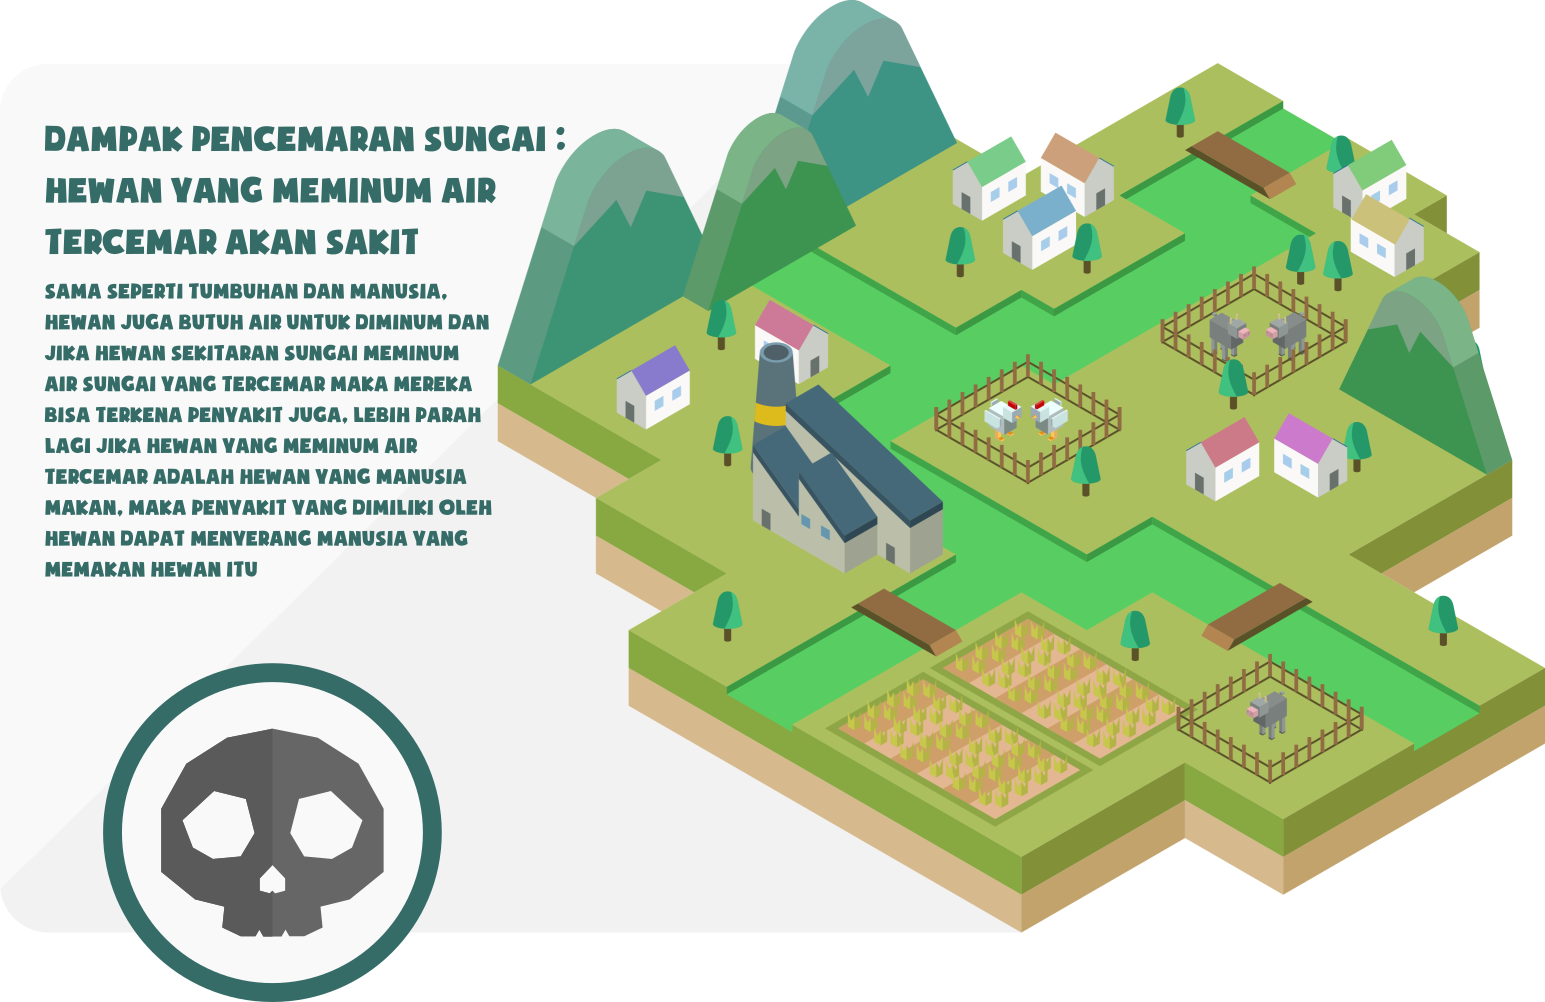 DAMPAK PENCEMARAN SUNGAI :
HEWAN YANG MEMINUM AIR
TERCEMAR AKAN SAKIT
SAMA SEPERTI TUMBUHAN DAN MANUSIA,
HEWAN JUGA BUTUH AIR UNTUK DIMINUM DAN
JIKA HEWAN SEKITARAN SUNGAI MEMINUM
AIR SUNGAI YANG TERCEMAR MAKA MEREKA
BISA TERKENA PENYAKIT JUGA, LEBIH PARAH
LAGI JIKA HEWAN YANG MEMINUM AIR
TERCEMAR ADALAH HEWAN YANG MANUSIA
MAKAN, MAKA PENYAKIT YANG DIMILIKI OLEH
HEWAN DAPAT MENYERANG MANUSIA YANG
MEMAKAN HEWAN ITU